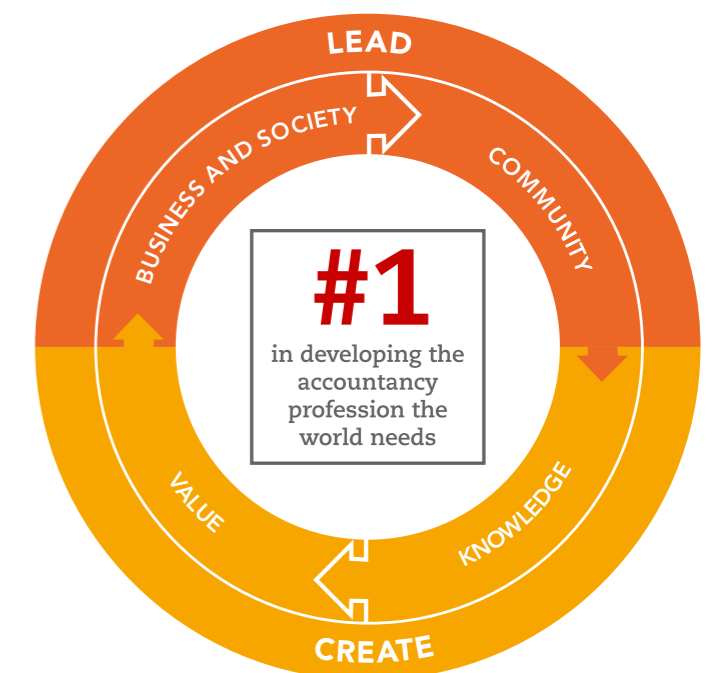 LEAD
BUSINESS AND SOCIETY
COMMUNITY
#1
in developing the
accountancy
profession the
world needs
VALUE
KNOWLEDGE
CREATE